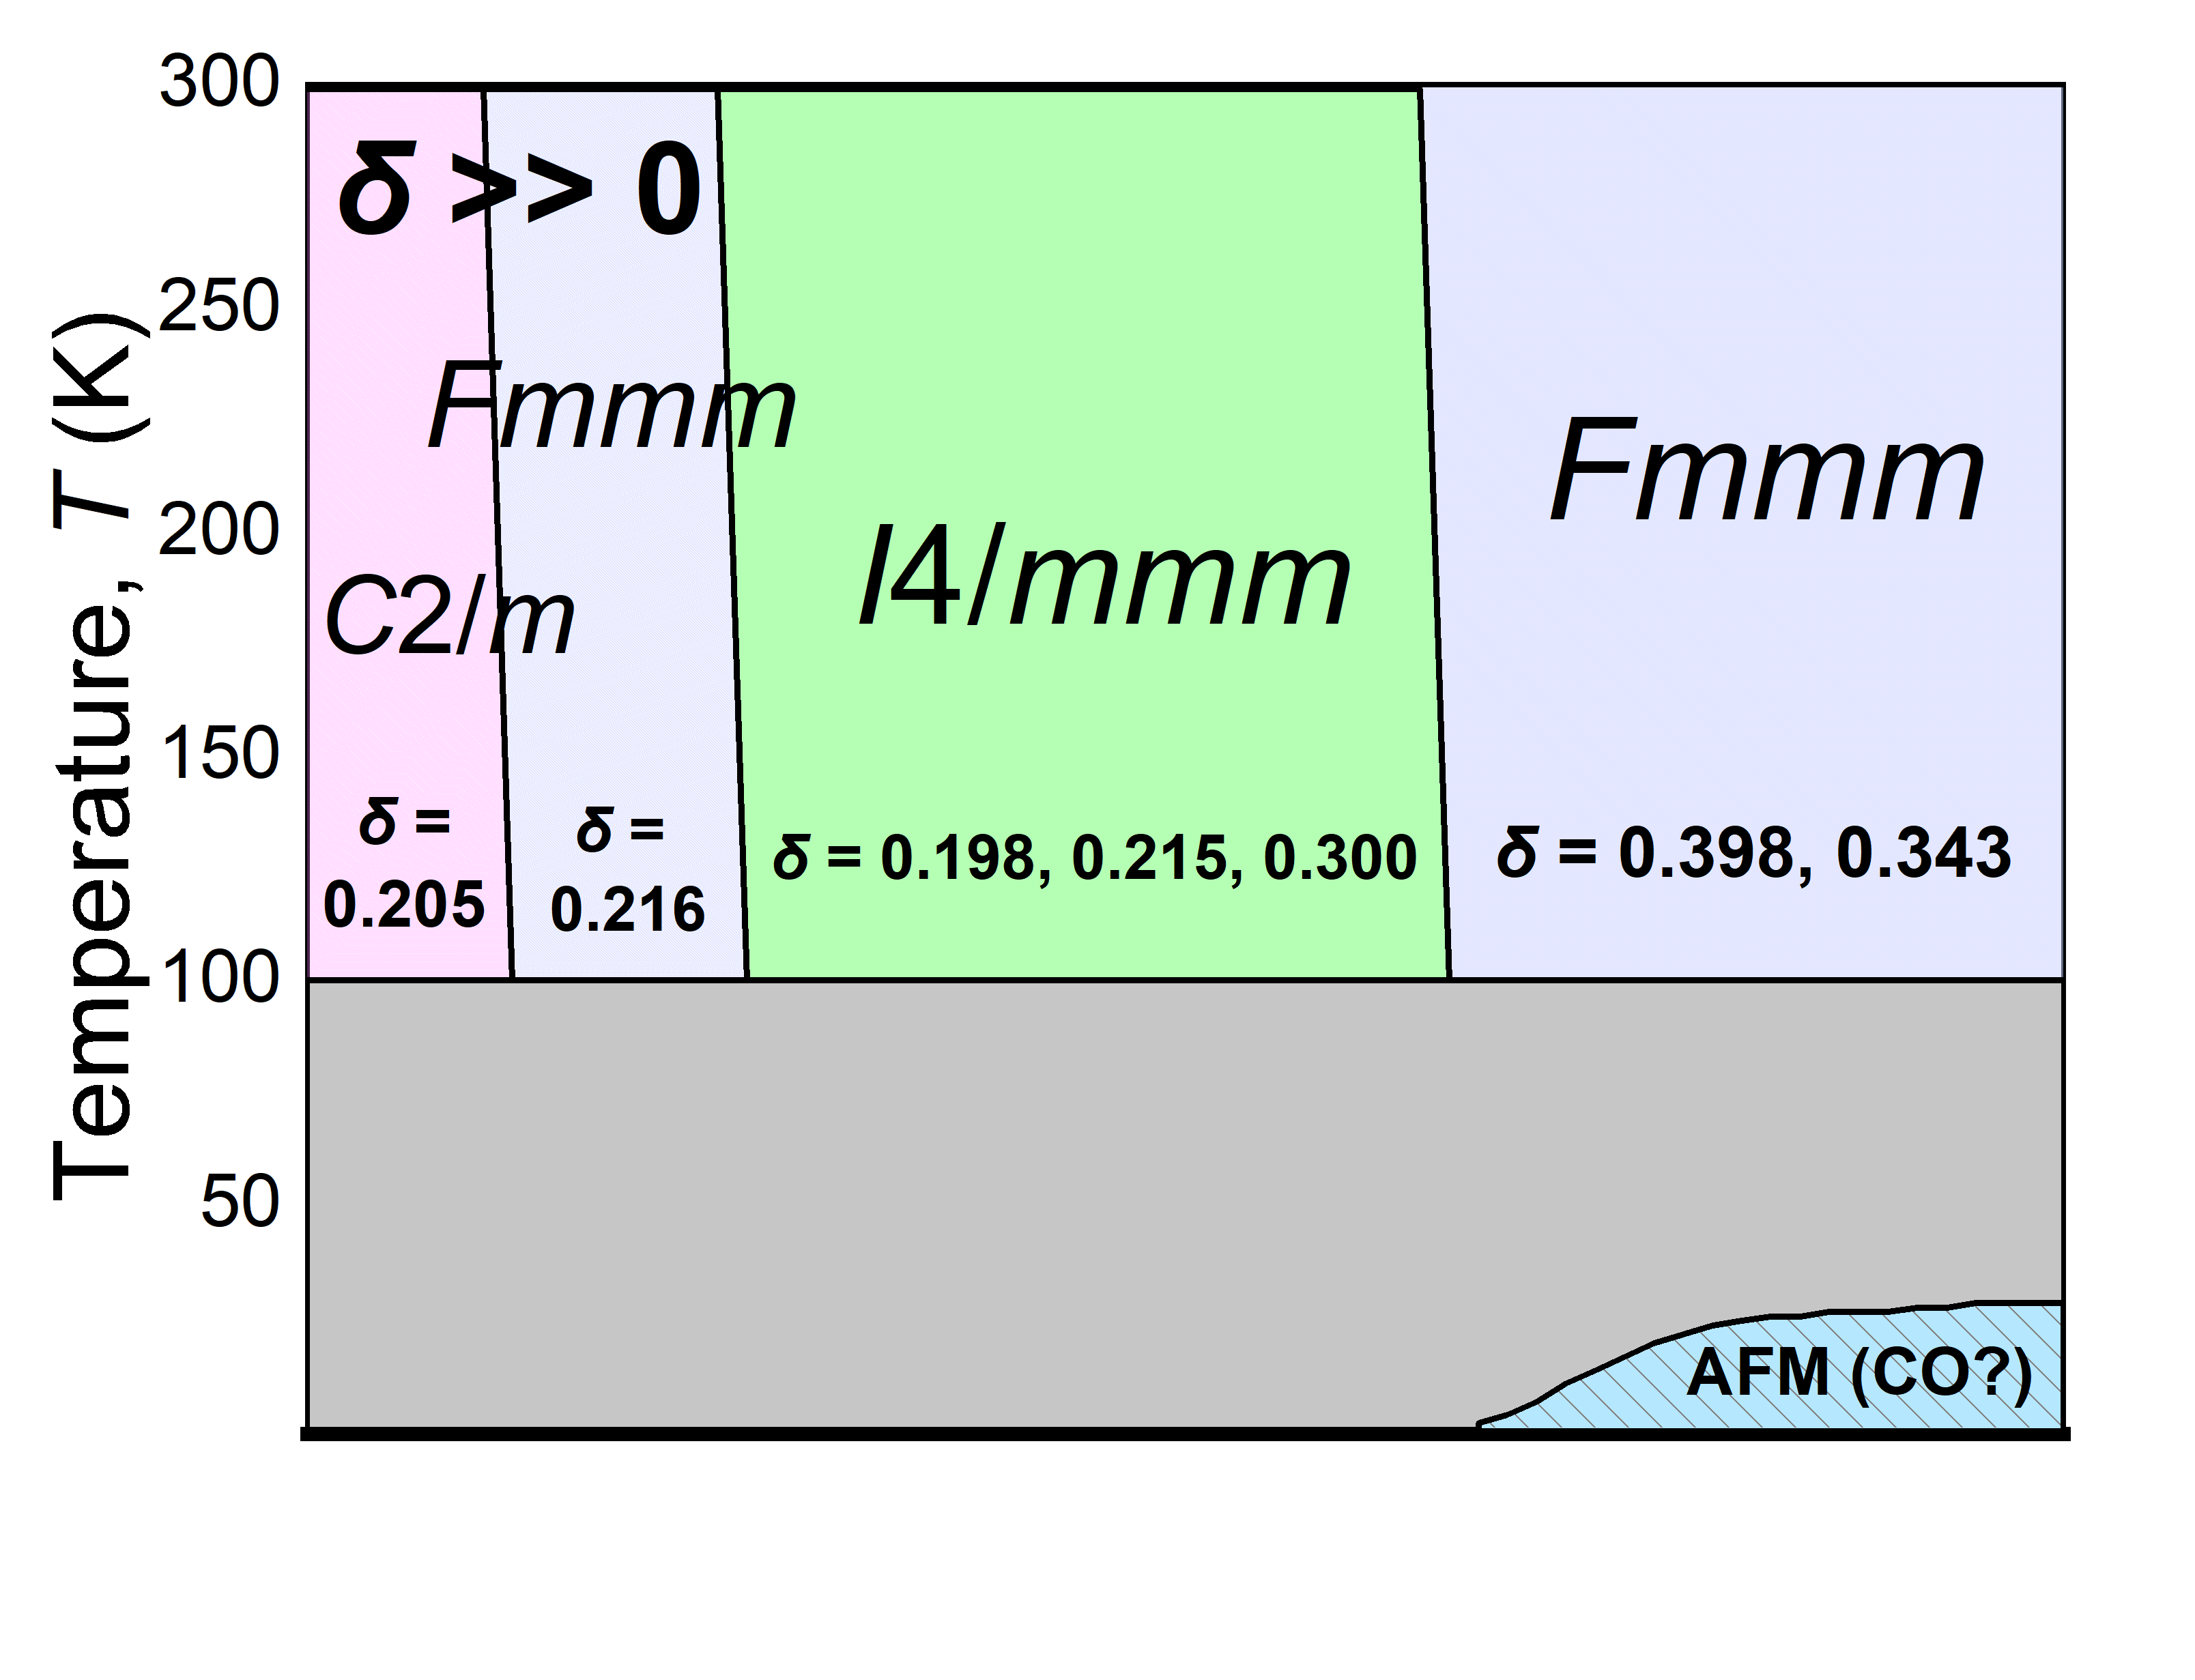 300
δ >> 0
250
Fmmm
Fmmm
200
I4/mmm
C2/m
150
δ =
0.205
δ =
0.216
δ = 0.198, 0.215, 0.300
δ = 0.398, 0.343
100
50
AFM (CO?)
Temperature, T (K)